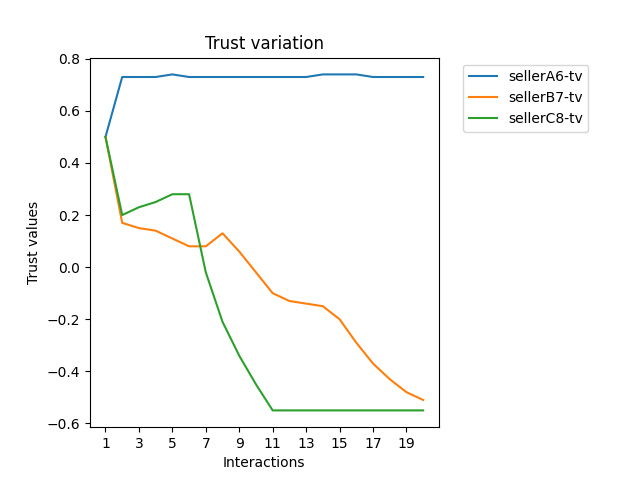 Trust variation
0.8
0.6
0.4
0.2
0.0
−0.2
−0.4
−0.6
Trust values
1 3 5 7 9 11 13 15 17 19
Interactions
sellerA6-tv
sellerB7-tv
sellerC8-tv